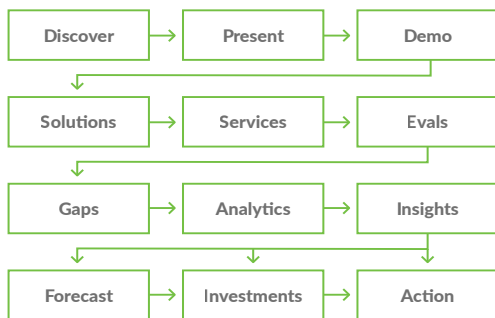 Discover Present Demo
Solutions Services Evals
Gaps Analytics Insights
Forecast Investments Action